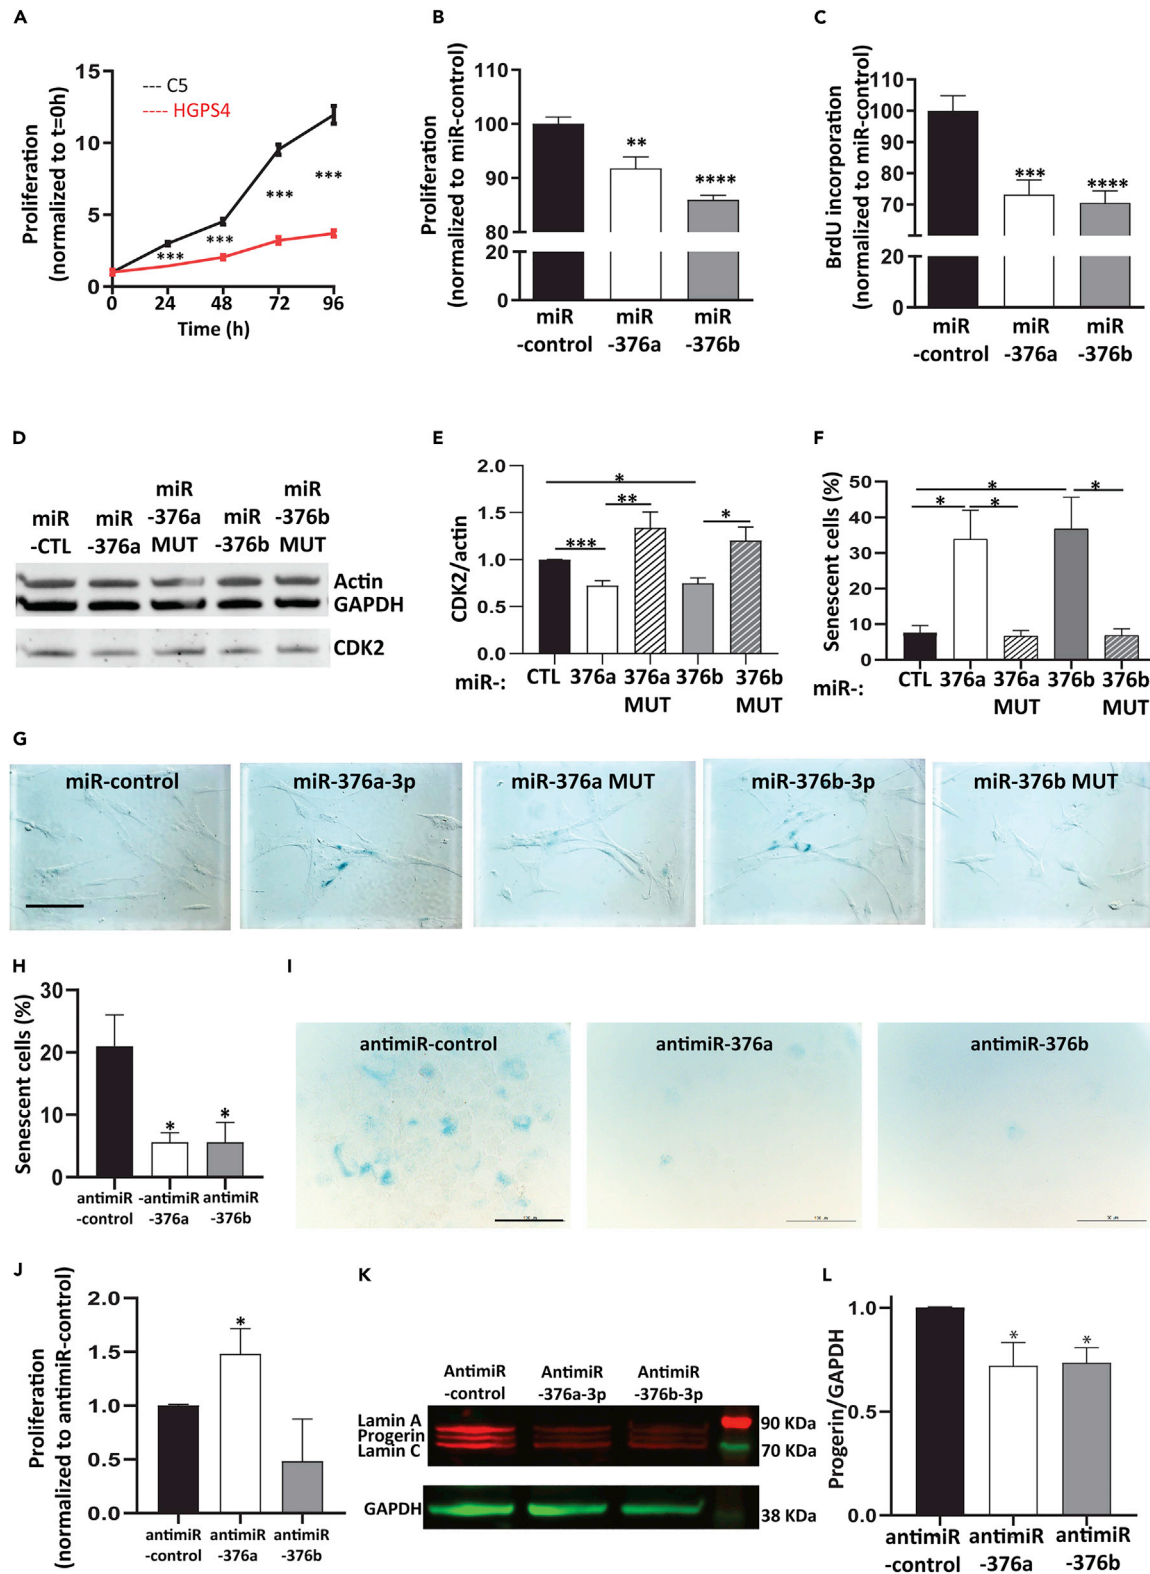 A
Proliferation
(normalized to t=0h)
15
10
5
0
--- C5
---- HGPS4
***
***
***
***
0 24 48 72 96
Time (h)
B
Proliferation
(normalized to miR-control)
110
100
90
80
20
0
**
****
miR miR miR
-control -376a -376b
C
BrdU incorporation
(normalized to miR-control)
110
100
90
80
70
20
0
***
****
miR miR miR
-control -376a -376b
D
miR
-CTL
miR
-376a
miR
-376a
MUT
miR
-376b
miR
-376b
MUT
Actin
GAPDH
CDK2
E
CDK2/actin
2.0
1.5
1.0
0.5
0.0
*
**
*
***
miR-: CTL 376a 376a 376b 376b
MUT MUT
F
Senescent cells (%)
50
40
30
20
10
0
* * * *
miR-: CTL 376a 376a 376b 376b
MUT MUT
G
miR-control
miR-376a-3p
miR-376a MUT
miR-376b-3p
miR-376b MUT
H
Senescent cells (%)
30
20
10
0
*
*
antimiR -antimiR antimiR
-control -376a -376b
I
antimiR-control
antimiR-376a
antimiR-376b
J
Proliferation
(normalized to antimiR-control)
2.0
1.5
1.0
0.5
0.0
*
antimiR antimiR antimiR
-control -376a -376b
K
AntimiR AntimiR AntimiR
-control -376a-3p -376b-3p
Lamin A
Progerin
Lamin C
90 KDa
70 KDa
GAPDH
38 KDa
L
Progerin/GAPDH
1.0
0.5
0.0
*
*
antimiR antimiR antimiR
-control -376a -376b